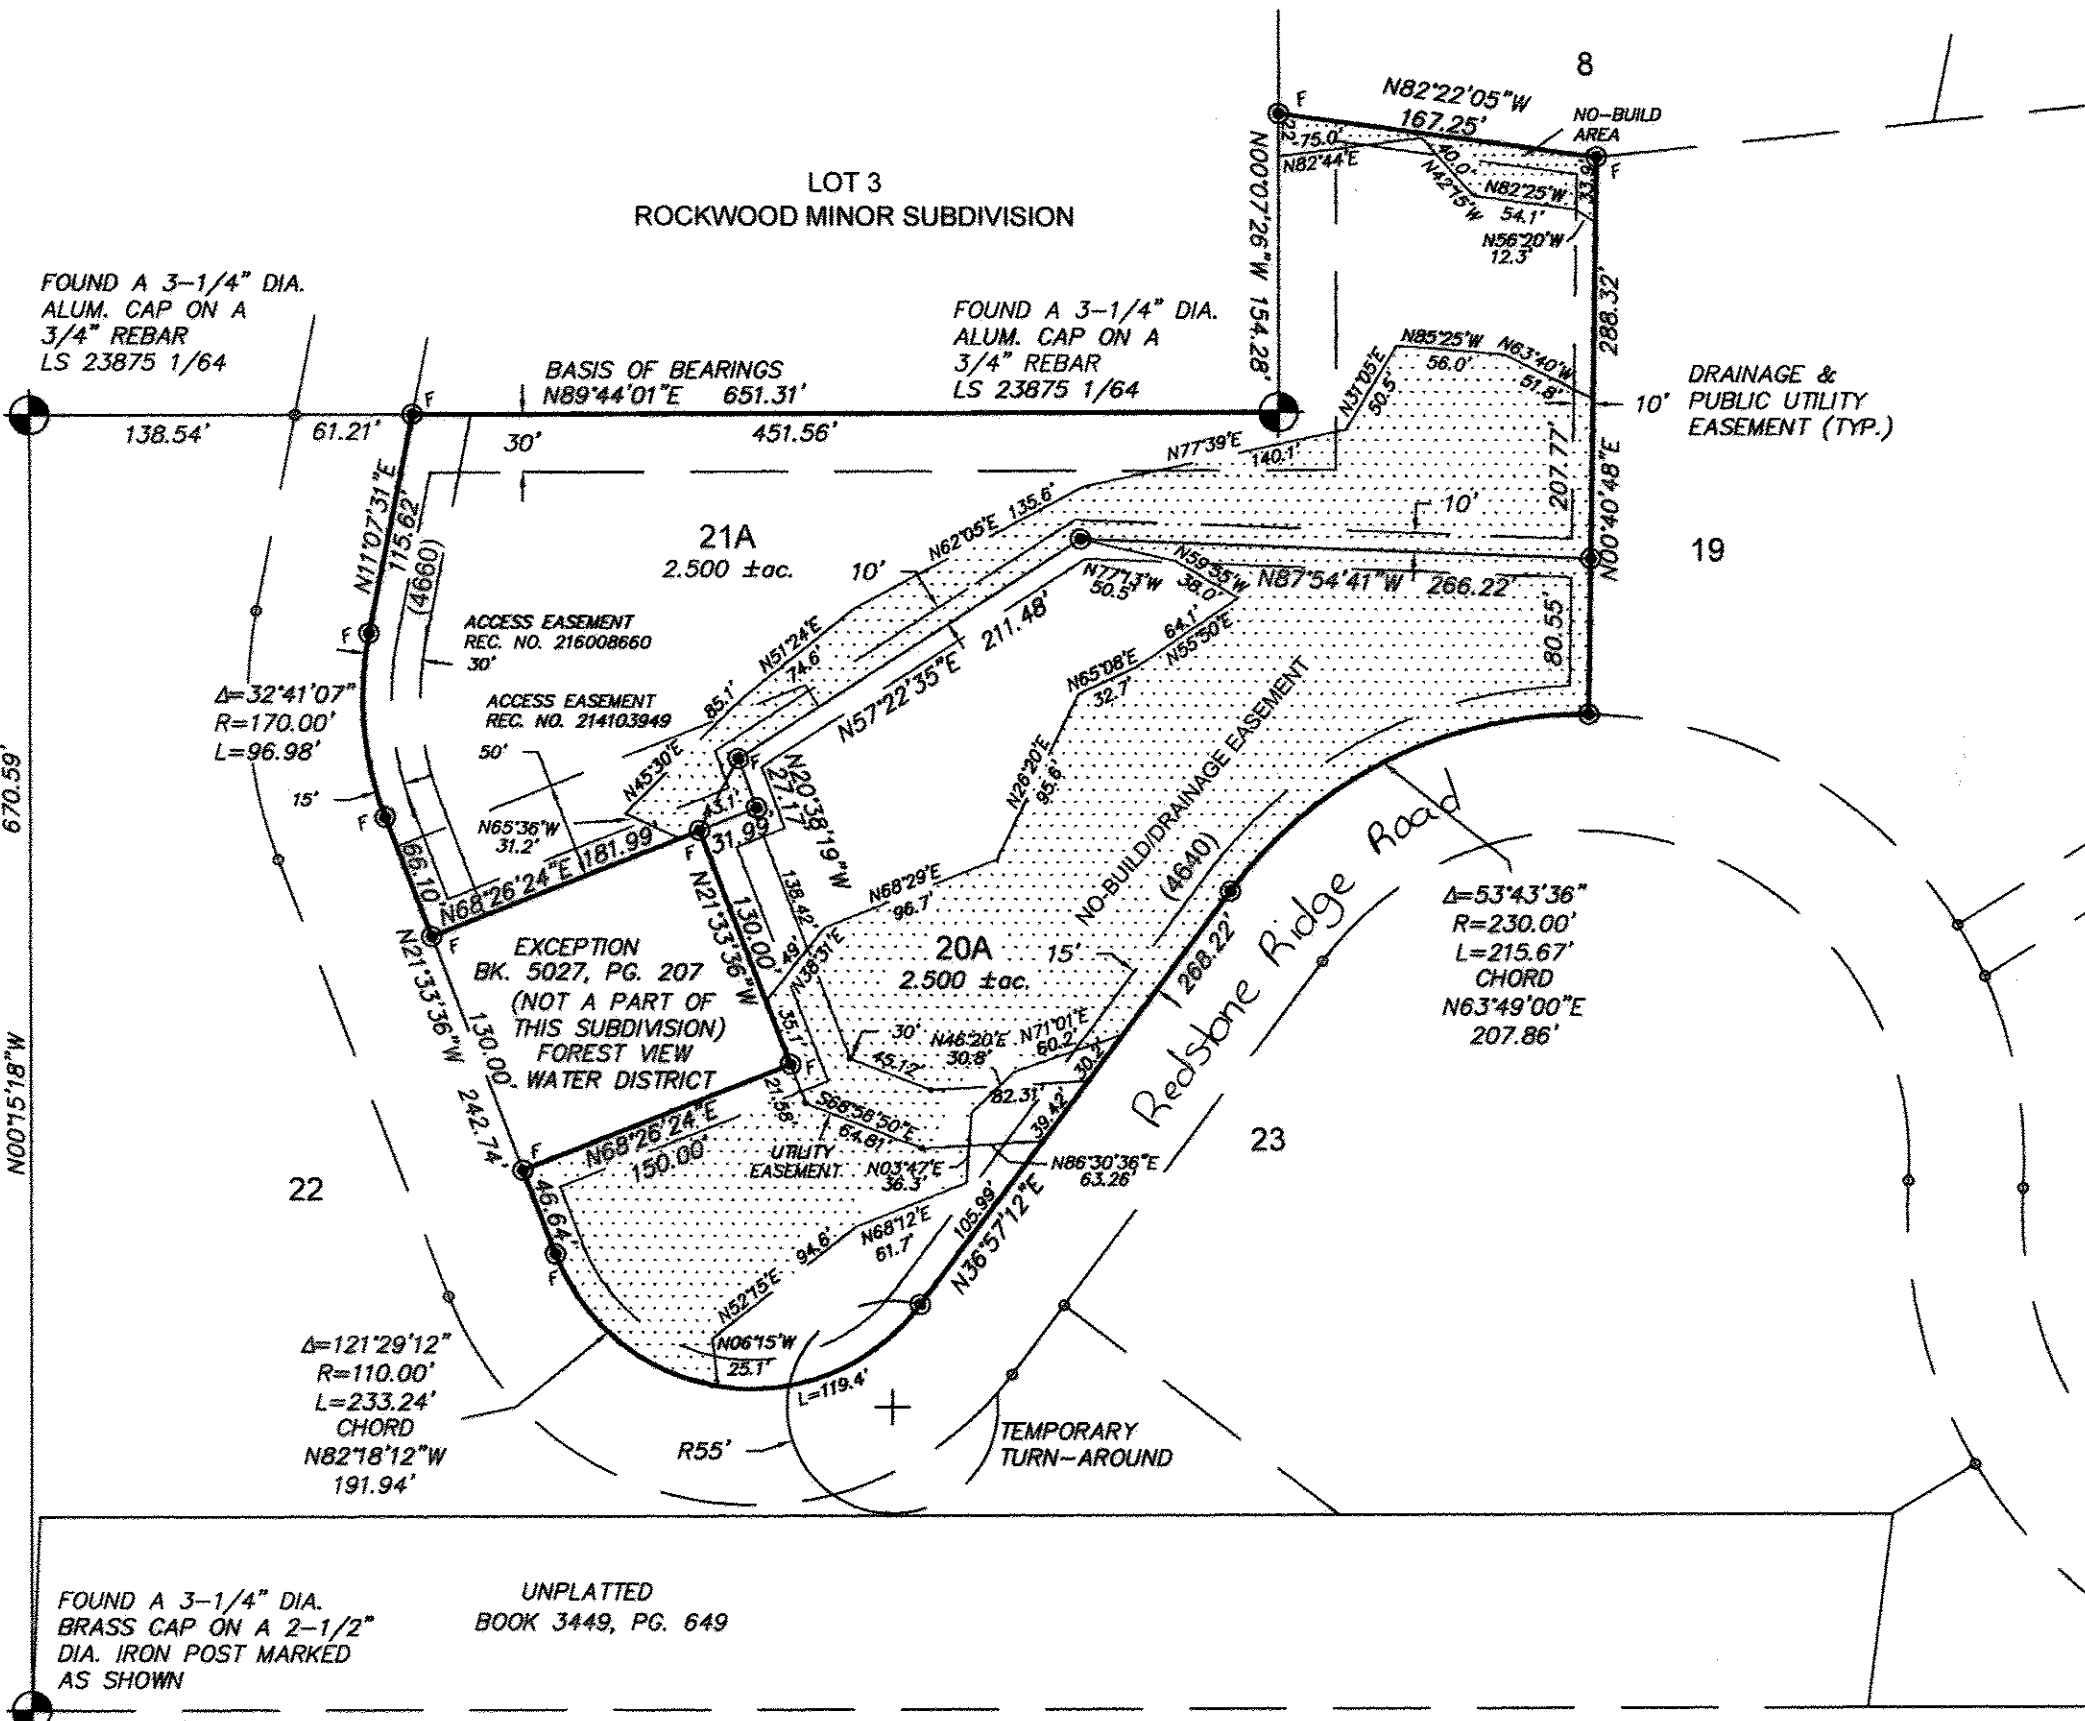 8
N82°22'05"W
167.25'
NO-BUILD
AREA
F
F
22
75.0'
N82°44'E
40.0'
N42°15'W
N82°25'W
54.1'
33.9'
N56°20'W
12.3'
N00°07'26"W 154.28'
288.32'
LOT 3
ROCKWOOD MINOR SUBDIVISION
FOUND A 3-1/4" DIA.
ALUM. CAP ON A
3/4" REBAR
LS 23875 1/64
BASIS OF BEARINGS
N89°44'01"E 651.31'
FOUND A 3-1/4" DIA.
ALUM. CAP ON A
3/4" REBAR
LS 23875 1/64
N85°25'W
56.0'
N63°40'W
51.8'
N31°05'E
50.5'
10'
DRAINAGE &
PUBLIC UTILITY
EASEMENT (TYP.)
F
138.54'
61.21'
30'
451.56'
N77°39'E
140.1'
207.77'
N00°40'48"E
N11°07'31"E
115.62'
(4660)
21A
2.500 ±ac.
10'
N62°05'E 135.6'
10'
19
N59°55'W
38.0'
N77°13'W
50.5'
N87°54'41"W 266.22'
ACCESS EASEMENT
REC. NO. 216008660
30'
F
N51°24'E
74.6'
N57°22'35"E 211.48'
64.1'
N55°50'E
80.55'
Δ=32°41'07"
R=170.00'
L=96.98'
ACCESS EASEMENT
REC. NO. 214103949
50'
85.1'
N65°08'E
32.7'
NO-BUILD/DRAINAGE EASEMENT
15'
F
N45°30'E
F
N20°38'19"W
27.17'
N26°20'E
95.6'
43.1'
31.99'
N65°36'W
31.2'
F
66.10'
N68°26'24"E 181.99'
F
670.59'
N00°15'18"W
(4640)
Redstone Ridge Road
Δ=53°43'36"
R=230.00'
L=215.67'
CHORD
N63°49'00"E
207.86'
N68°29'E
96.7'
138.42'
N21°33'36"W
130.00'
49'
N38°31'E
20A
2.500 ±ac.
15'
268.22'
EXCEPTION
BK. 5027, PG. 207
(NOT A PART OF
THIS SUBDIVISION)
FOREST VIEW
WATER DISTRICT
N21°33'36"W 242.74'
130.00'
35.1'
F
30'
45.17'
N46°20'E
30.8'
N71°01'E
60.2'
30.2'
82.31'
39.42'
21.58'
S68°58'50"E
64.81'
UTILITY
EASEMENT
N03°47'E
36.3'
N86°30'36"E
63.26'
23
22
F
N68°26'24"E
150.00'
46.64'
F
94.6'
N68°12'E
61.7'
105.99'
N36°57'12"E
N52°15'E
N06°15'W
25.1'
L=119.4'
Δ=121°29'12"
R=110.00'
L=233.24'
CHORD
N82°18'12"W
191.94'
R55'
TEMPORARY
TURN-AROUND
FOUND A 3-1/4" DIA.
BRASS CAP ON A 2-1/2"
DIA. IRON POST MARKED
AS SHOWN
UNPLATTED
BOOK 3449, PG. 649